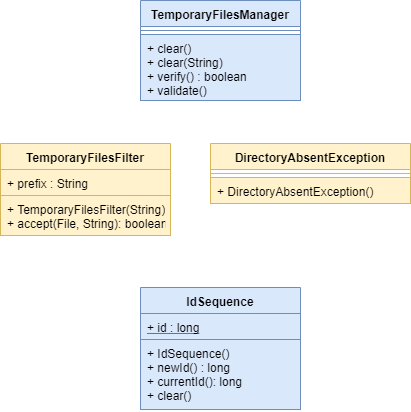 TemporaryFilesManager
+ clear()
+ clear(String)
+ verify() : boolean
+ validate()
TemporaryFilesFilter
+ prefix : String
+ TemporaryFilesFilter(String)
+ accept(File, String): boolean
DirectoryAbsentException
+ DirectoryAbsentException()
IdSequence
+ id : long
+ IdSequence()
+ newId() : long
+ currentId(): long
+ clear()